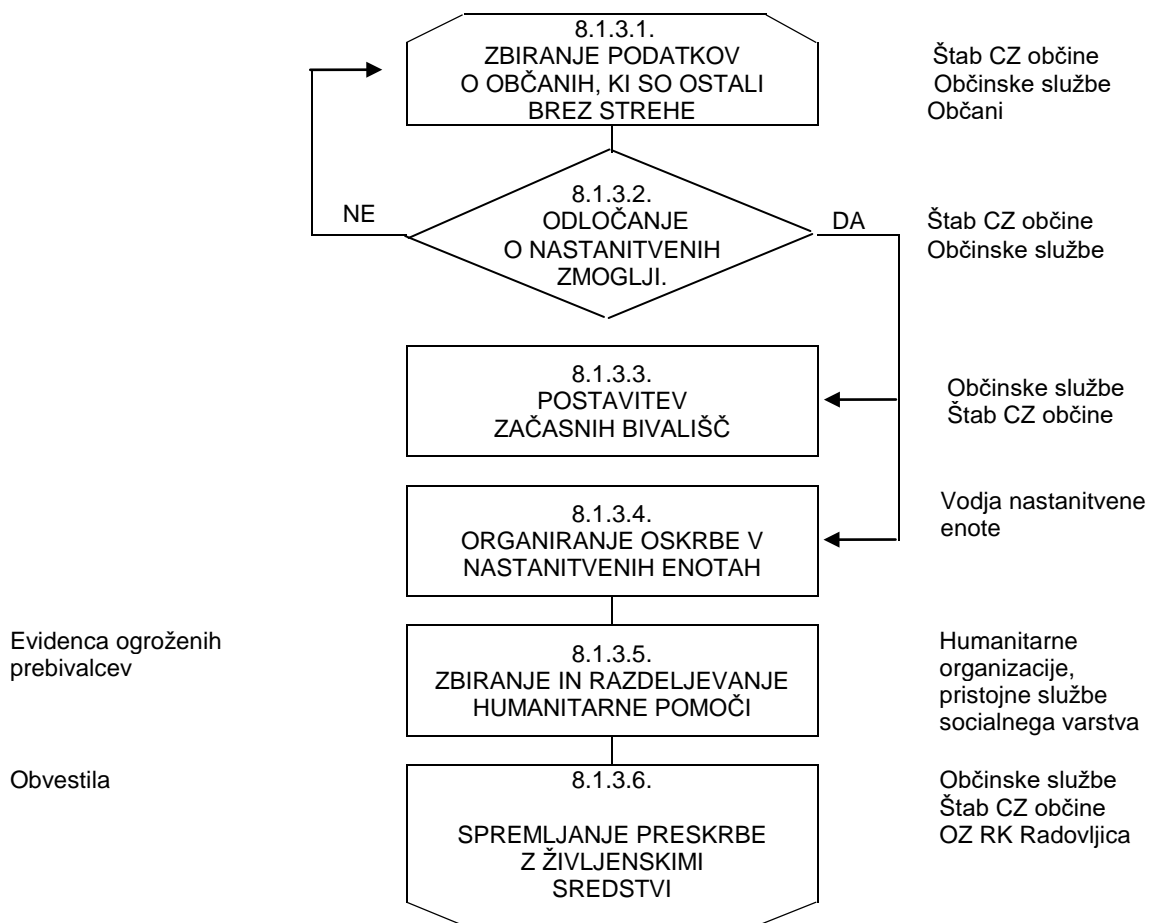 8.1.3.1.
ZBIRANJE PODATKOV
O OBČANIH, KI SO OSTALI
BREZ STREHE
Štab CZ občine
Občinske službe
Občani
NE
8.1.3.2.
ODLOČANJE
O NASTANITVENIH
ZMOGLJI.
DA
Štab CZ občine
Občinske službe
8.1.3.3.
POSTAVITEV
ZAČASNIH BIVALIŠČ
Občinske službe
Štab CZ občine
8.1.3.4.
ORGANIRANJE OSKRBE V
NASTANITVENIH ENOTAH
Vodja nastanitvene
enote
Evidenca ogroženih
prebivalcev
8.1.3.5.
ZBIRANJE IN RAZDELJEVANJE
HUMANITARNE POMOČI
Humanitarne
organizacije,
pristojne službe
socialnega varstva
Obvestila
8.1.3.6.
SPREMLJANJE PRESKRBE
Z ŽIVLJENSKIMI
SREDSTVI
Občinske službe
Štab CZ občine
OZ RK Radovljica